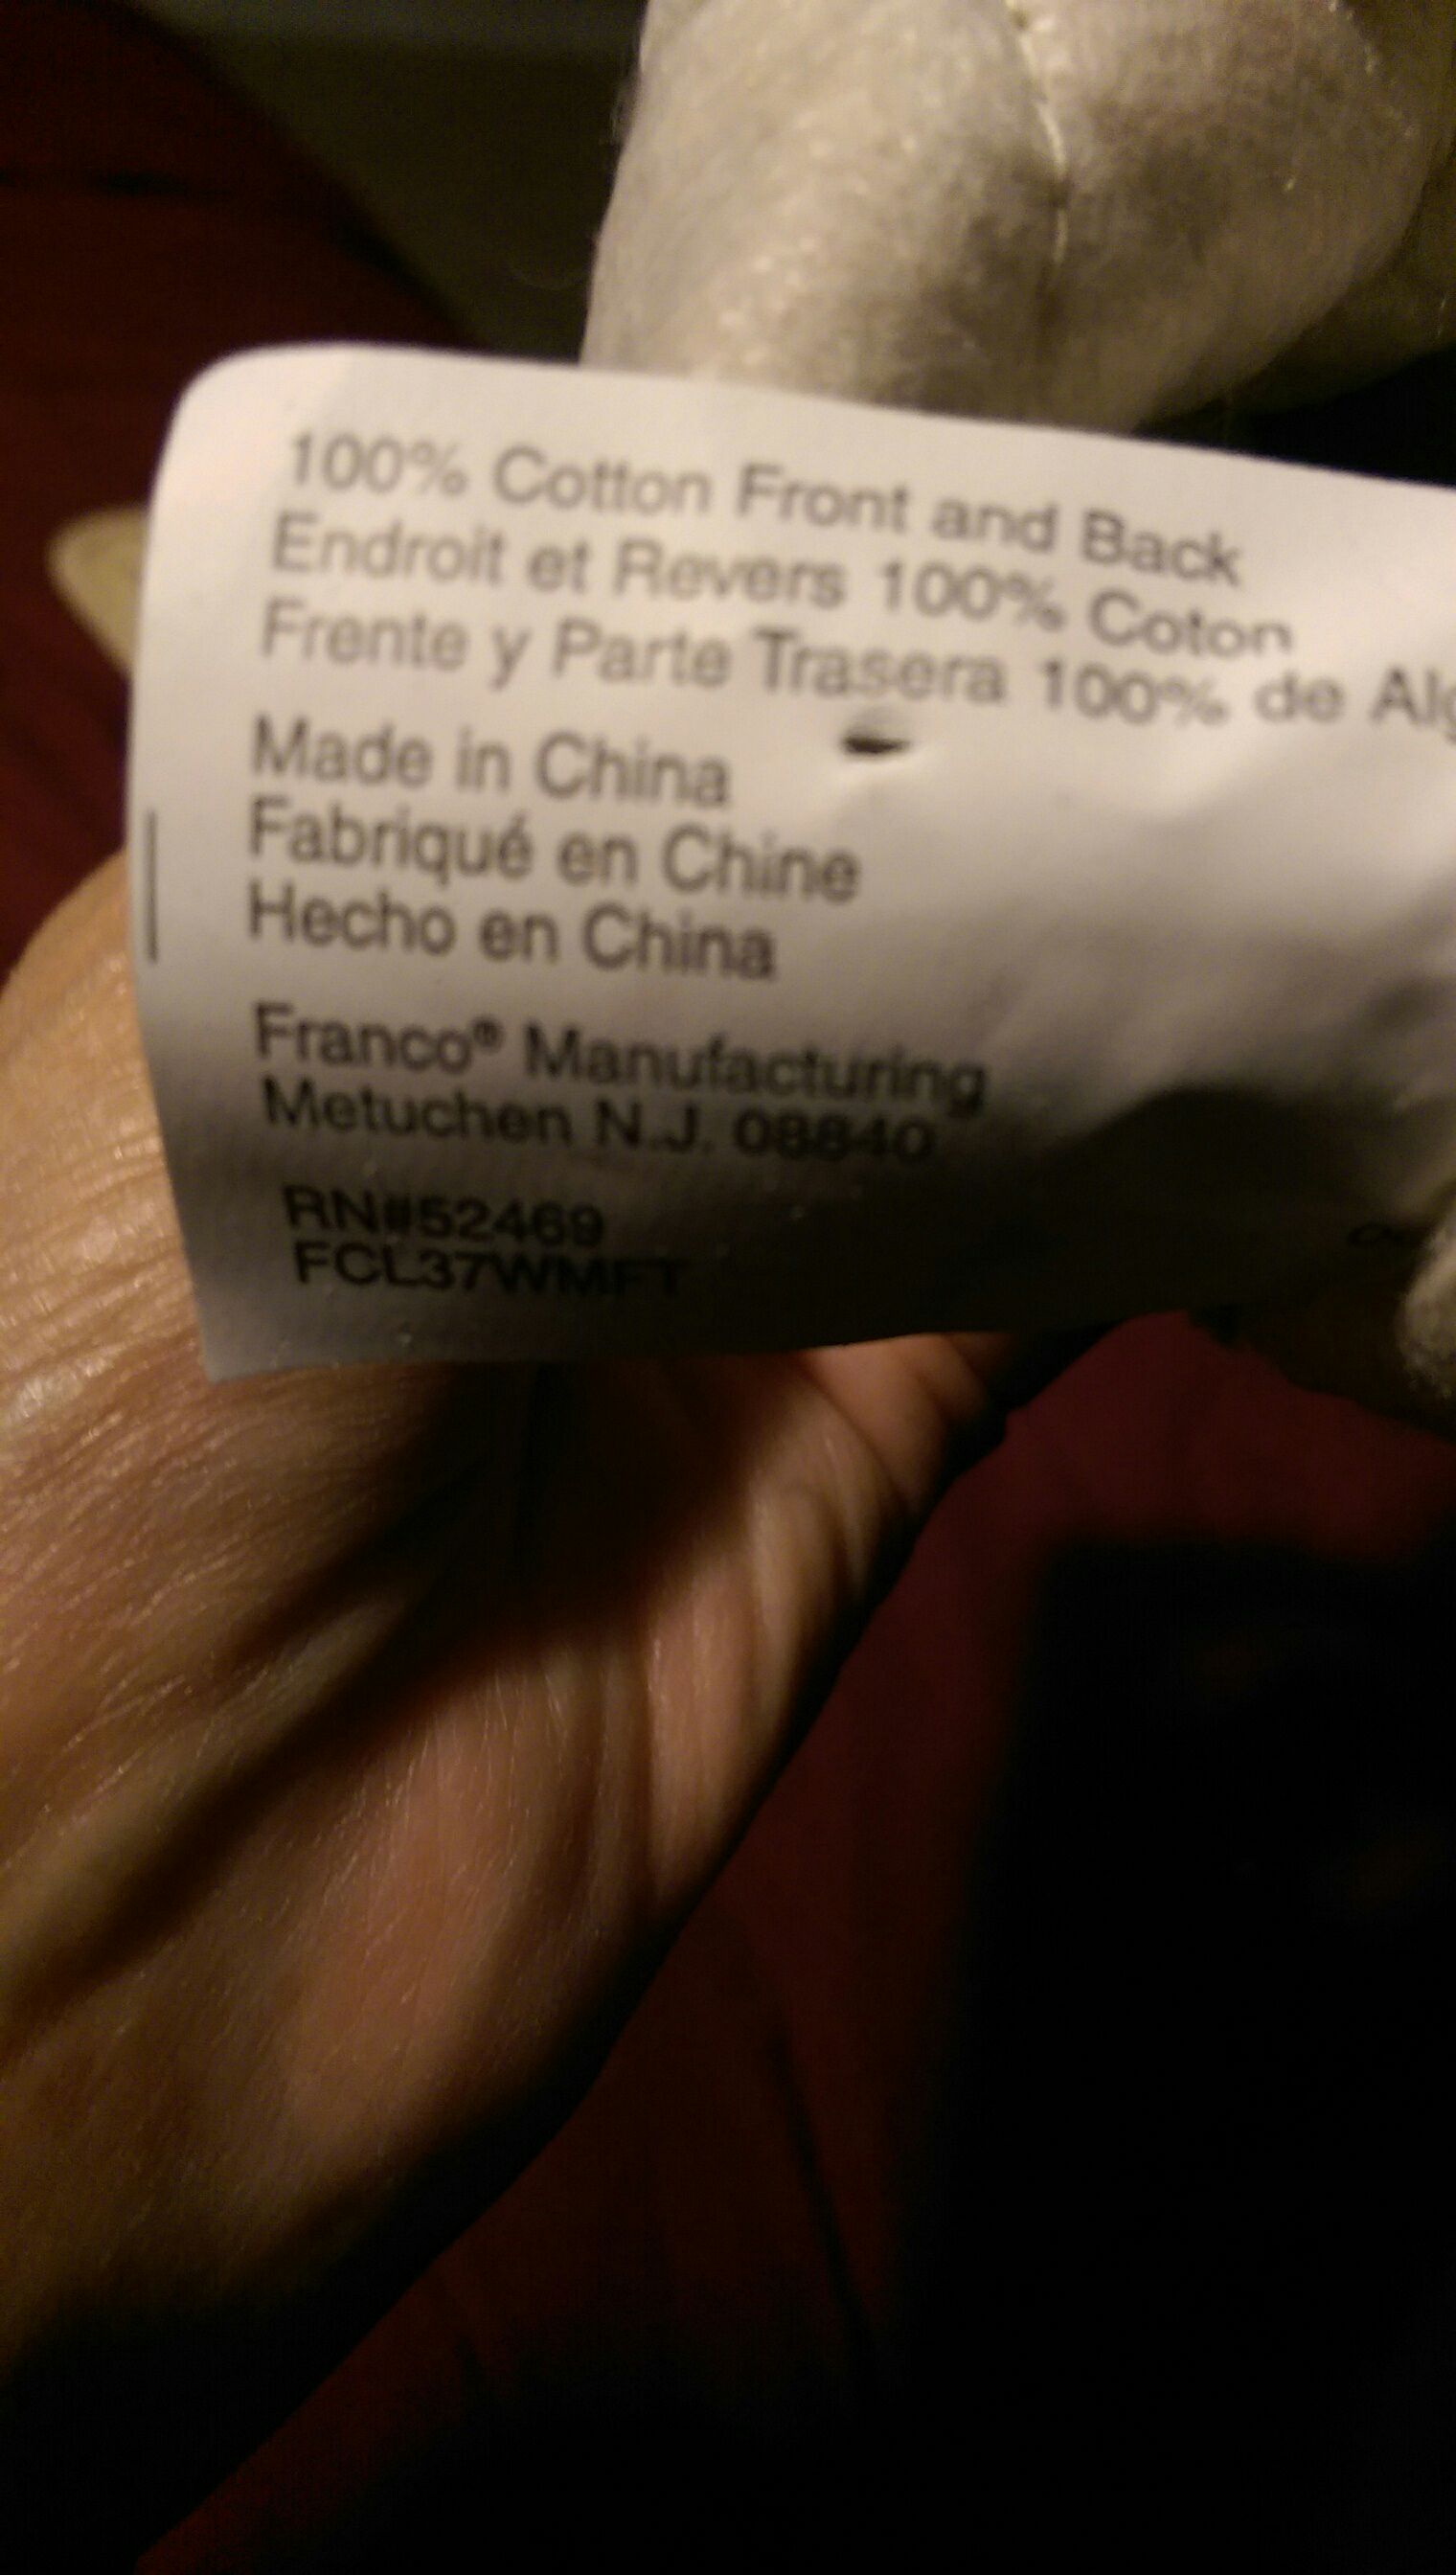 100% Cotton Front and Back
Endroit et Revers 100% Coton
Frente y Parte Trasera 100% de
Made in China
Fabriqué en Chine
Hecho en China
Franco® Manufacturing
Metuchen N.J. 08840
RN#52469
FCL37WMFT